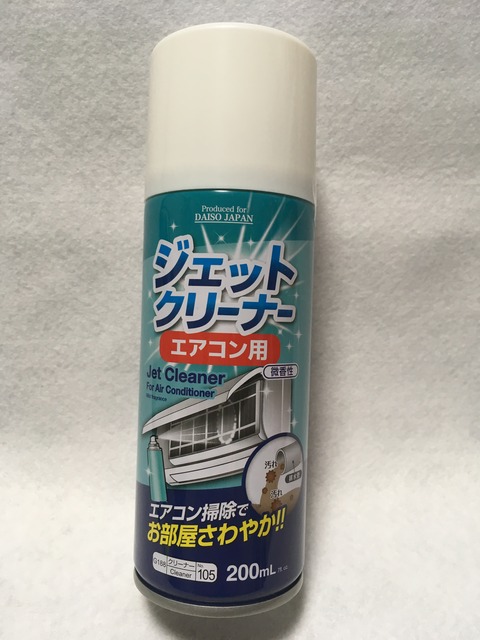 Produced for
DAISO JAPAN
ジェット
クリーナー
エアコン用
微香性
Jet Cleaner
For Air Conditioner
汚れ
汚れ
エアコン掃除で
お部屋さわやか!!
G188
クリーナー
Cleaner
No.
105
200mL